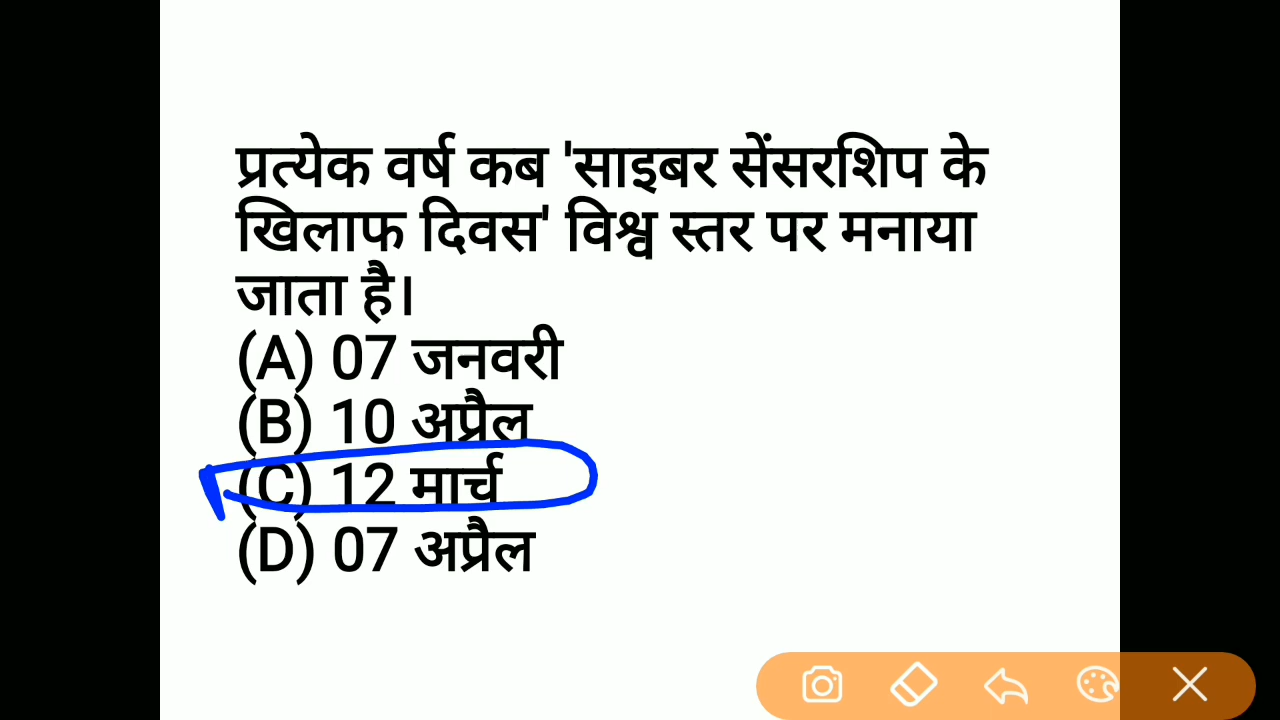 प्रत्येक वर्ष कब 'साइबर सेंसरशिप के
खिलाफ दिवस' विश्व स्तर पर मनाया
जाता है।
(A) 07 जनवरी
(B) 10 अप्रैल
(C) 12 मार्च
(D) 07 अप्रैल